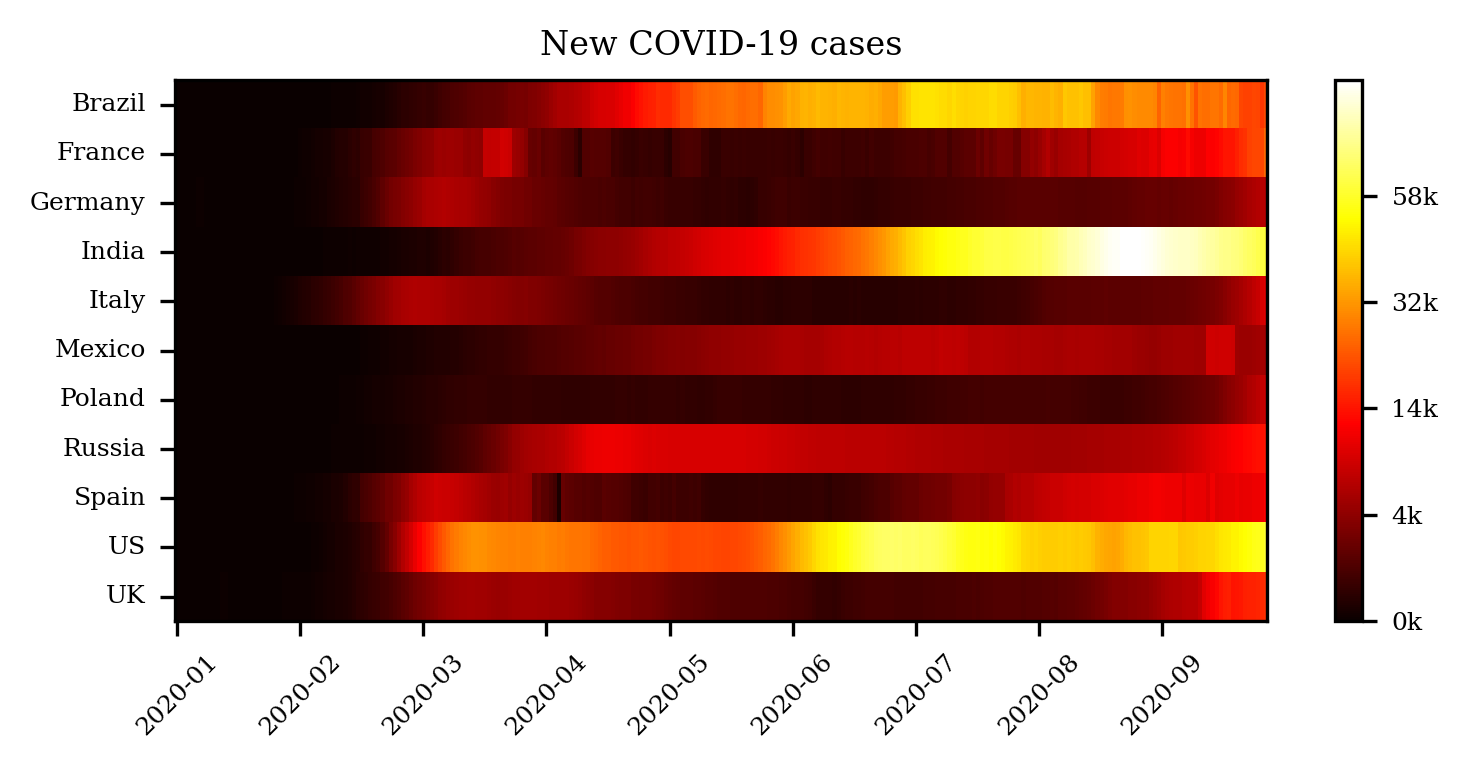 New COVID-19 cases
Brazil
France
Germany
India
Italy
Mexico
Poland
Russia
Spain
US
UK
58k
32k
14k
4k
0k
2020-01
2020-02
2020-03
2020-04
2020-05
2020-06
2020-07
2020-08
2020-09